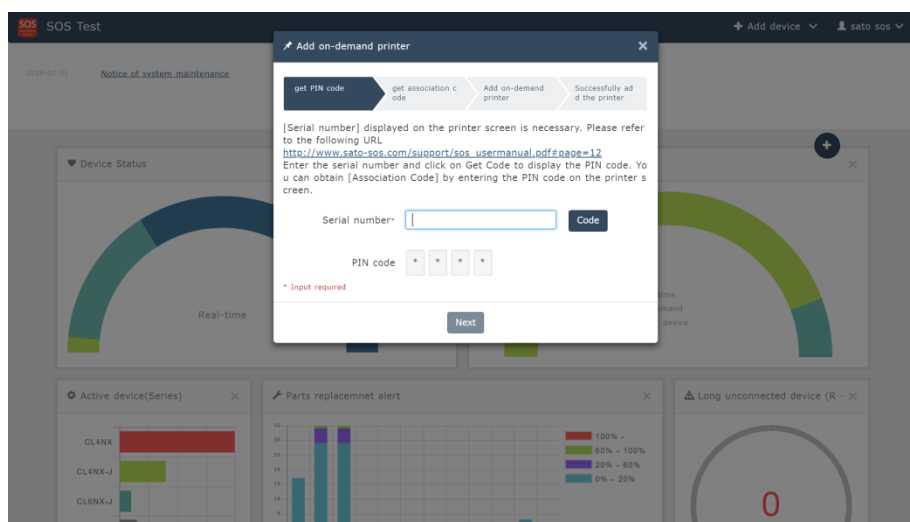 SOS
SOS Test
Add device
sato sos
Add on-demand printer
2018-07-31
Notice of system maintenance
get PIN code
get association c
ode
Add on-demand
printer
Successfully ad
d the printer
[Serial number] displayed on the printer screen is necessary. Please refer
to the following URL
http://www.sato-sos.com/support/sos_usermanual.pdf#page=12
Enter the serial number and click on Get Code to display the PIN code. Yo
u can obtain [Association Code] by entering the PIN code on the printer s
creen.
Serial number*
Code
PIN code * * * *
* Input required
Next
Device Status
Real-time
time
mand
device
Active device(Series)
CL4NX
CL4NX-J
CL6NX-J
Parts replacemnet alert
100% -
60% - 100%
20% - 60%
0% - 20%
Long unconnected device (R...
0